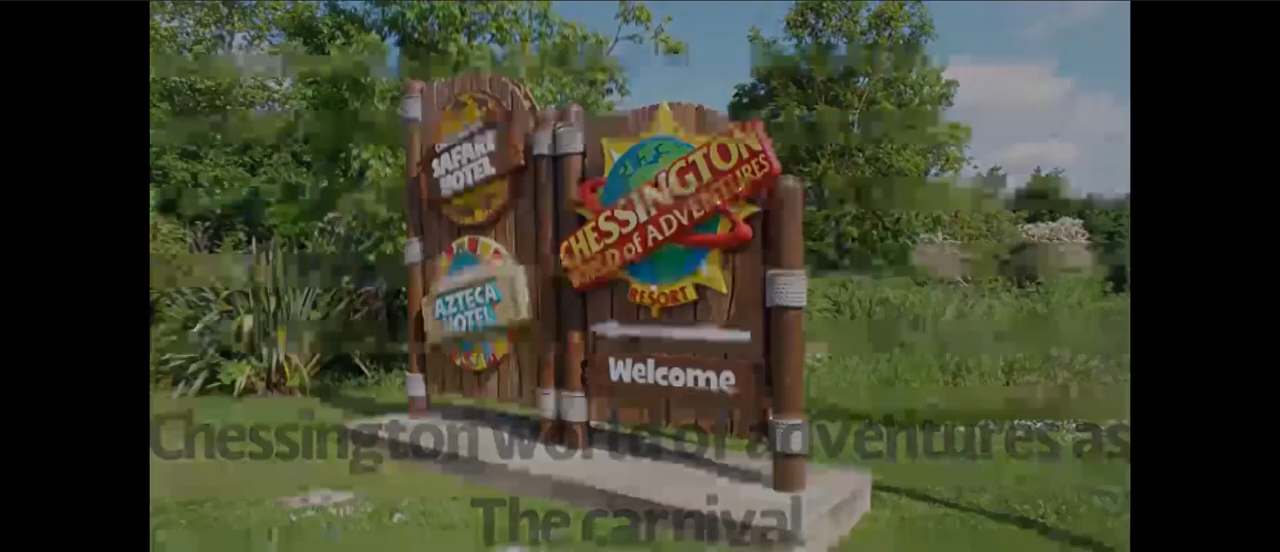 SAFARI
HOTEL
CHESSINGTON
WORLD of ADVENTURES
RESORT
AZTECA
HOTEL
Welcome
Chessington world of adventures as
The carnival